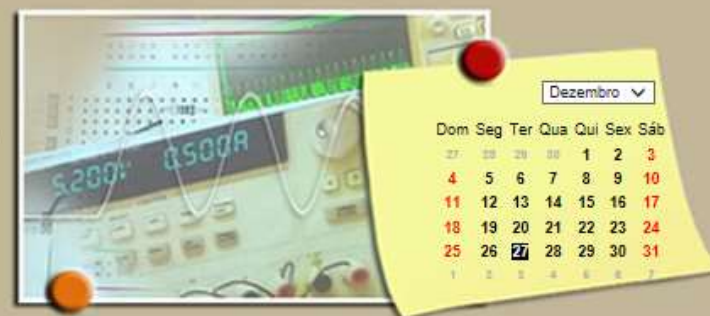 5.200V 0.500A
Dezembro
Dom Seg Ter Qua Qui Sex Sáb
27 28 29 30 1 2 3
4 5 6 7 8 9 10
11 12 13 14 15 16 17
18 19 20 21 22 23 24
25 26 27 28 29 30 31
1 2 3 4 5 6 7